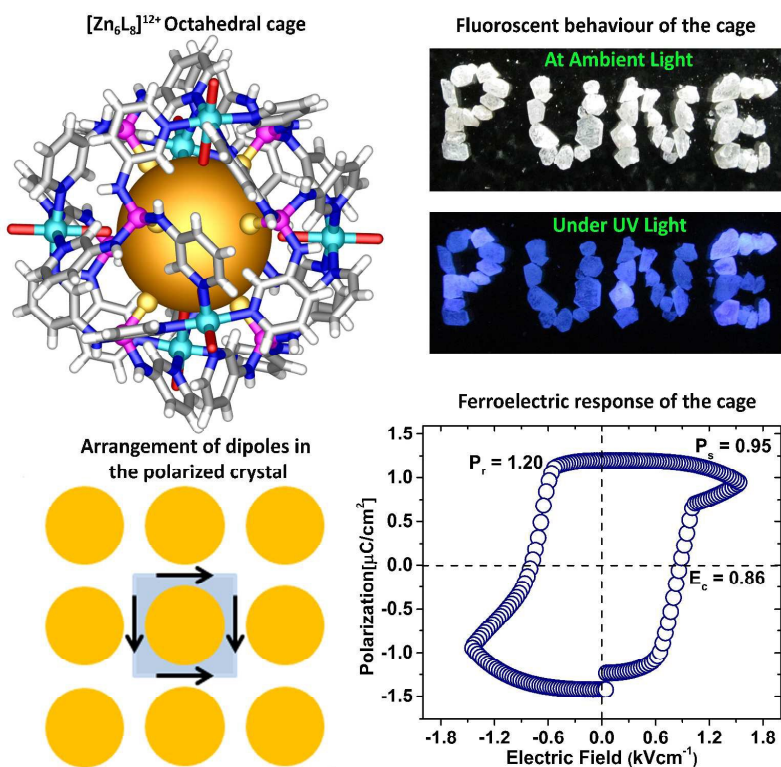 [Zn₆L₈]¹²⁺ Octahedral cage
Fluoroscent behaviour of the cage
At Ambient Light
PUNE
Under UV Light
PUNE
Arrangement of dipoles in
the polarized crystal
Ferroelectric response of the cage
Polarization[µC/cm²]
1.5
1.0
0.5
0.0
-0.5
-1.0
-1.5
Pᵣ = 1.20
Pₛ = 0.95
E꜀ = 0.86
-1.8 -1.2 -0.6 0.0 0.6 1.2 1.8
Electric Field (kVcm⁻¹)